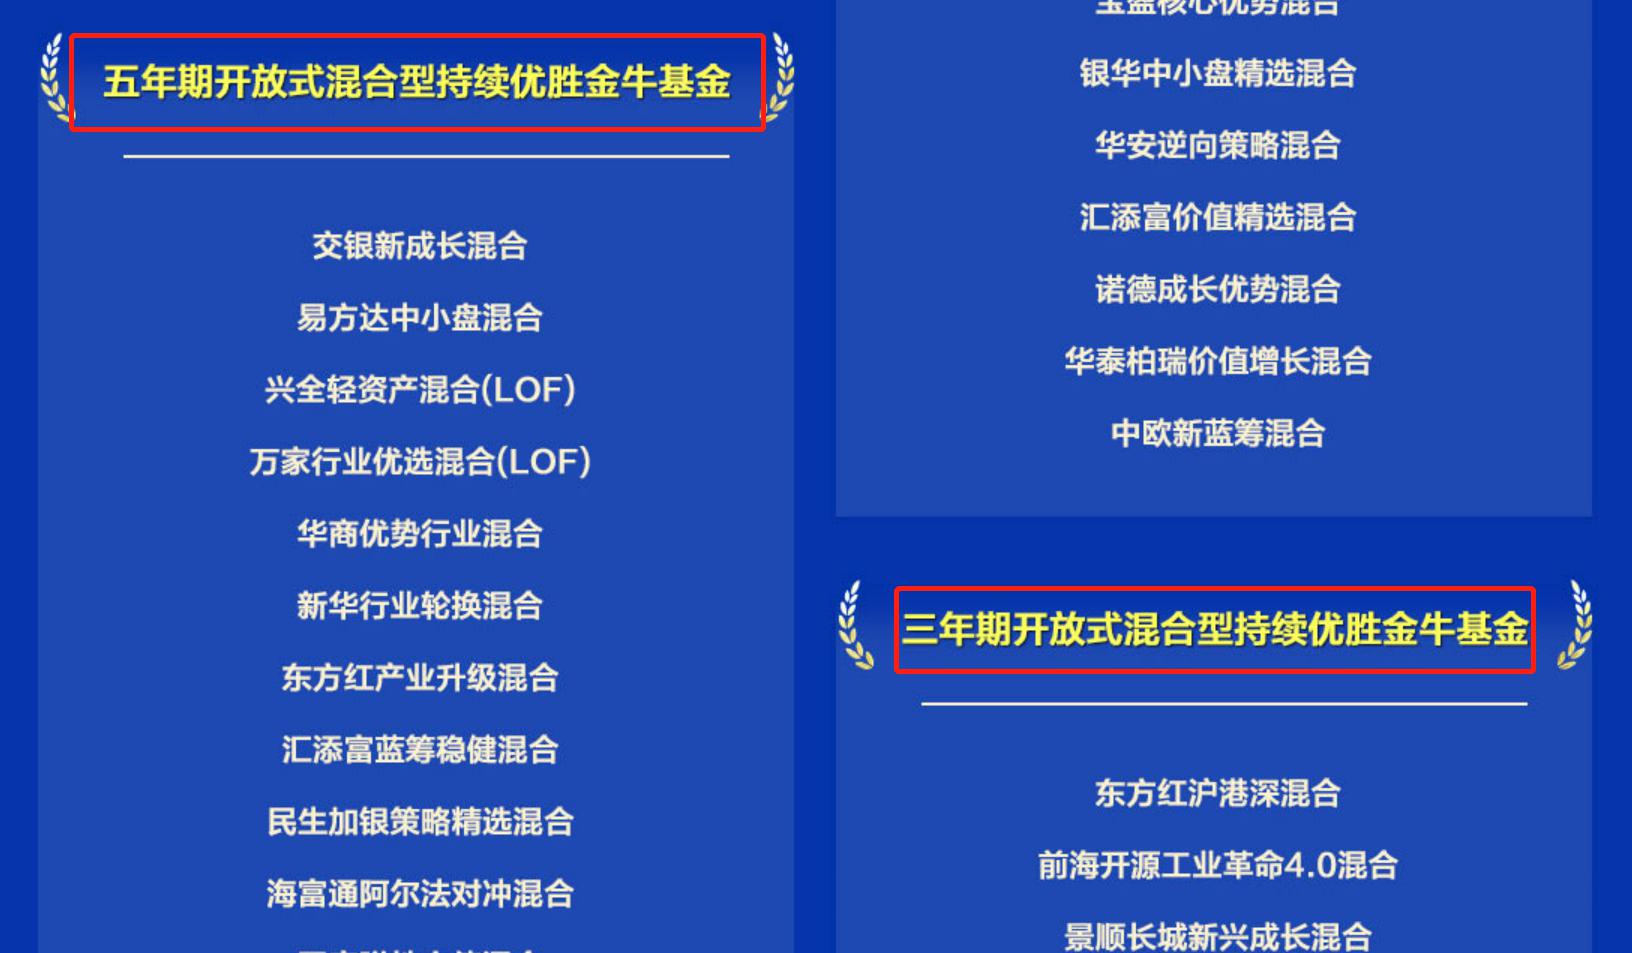 五年期开放式混合型持续优胜金牛基金
交银新成长混合
易方达中小盘混合
兴全轻资产混合(LOF)
万家行业优选混合(LOF)
华商优势行业混合
新华行业轮换混合
东方红产业升级混合
汇添富蓝筹稳健混合
民生加银策略精选混合
海富通阿尔法对冲混合
宝盈核心优势混合
银华中小盘精选混合
华安逆向策略混合
汇添富价值精选混合
诺德成长优势混合
华泰柏瑞价值增长混合
中欧新蓝筹混合
三年期开放式混合型持续优胜金牛基金
东方红沪港深混合
前海开源工业革命4.0混合
景顺长城新兴成长混合